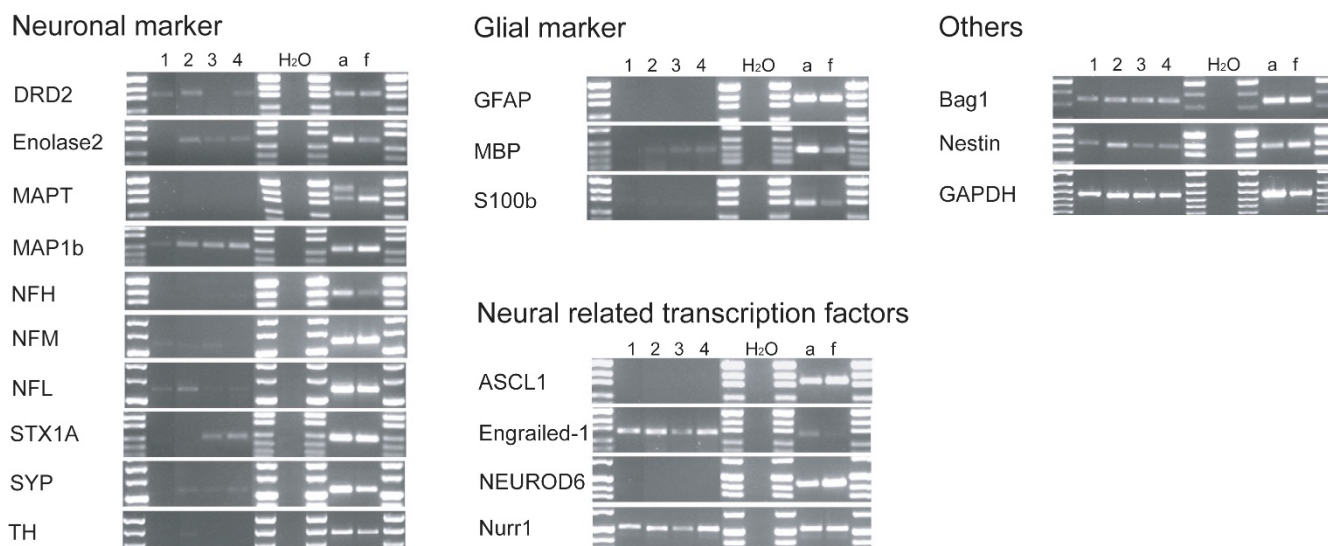 Neuronal marker
1 2 3 4 H₂O a f
DRD2
Enolase2
MAPT
MAP1b
NFH
NFM
NFL
STX1A
SYP
TH
Glial marker
1 2 3 4 H₂O a f
GFAP
MBP
S100b
Neural related transcription factors
1 2 3 4 H₂O a f
ASCL1
Engrailed-1
NEUROD6
Nurr1
Others
1 2 3 4 H₂O a f
Bag1
Nestin
GAPDH